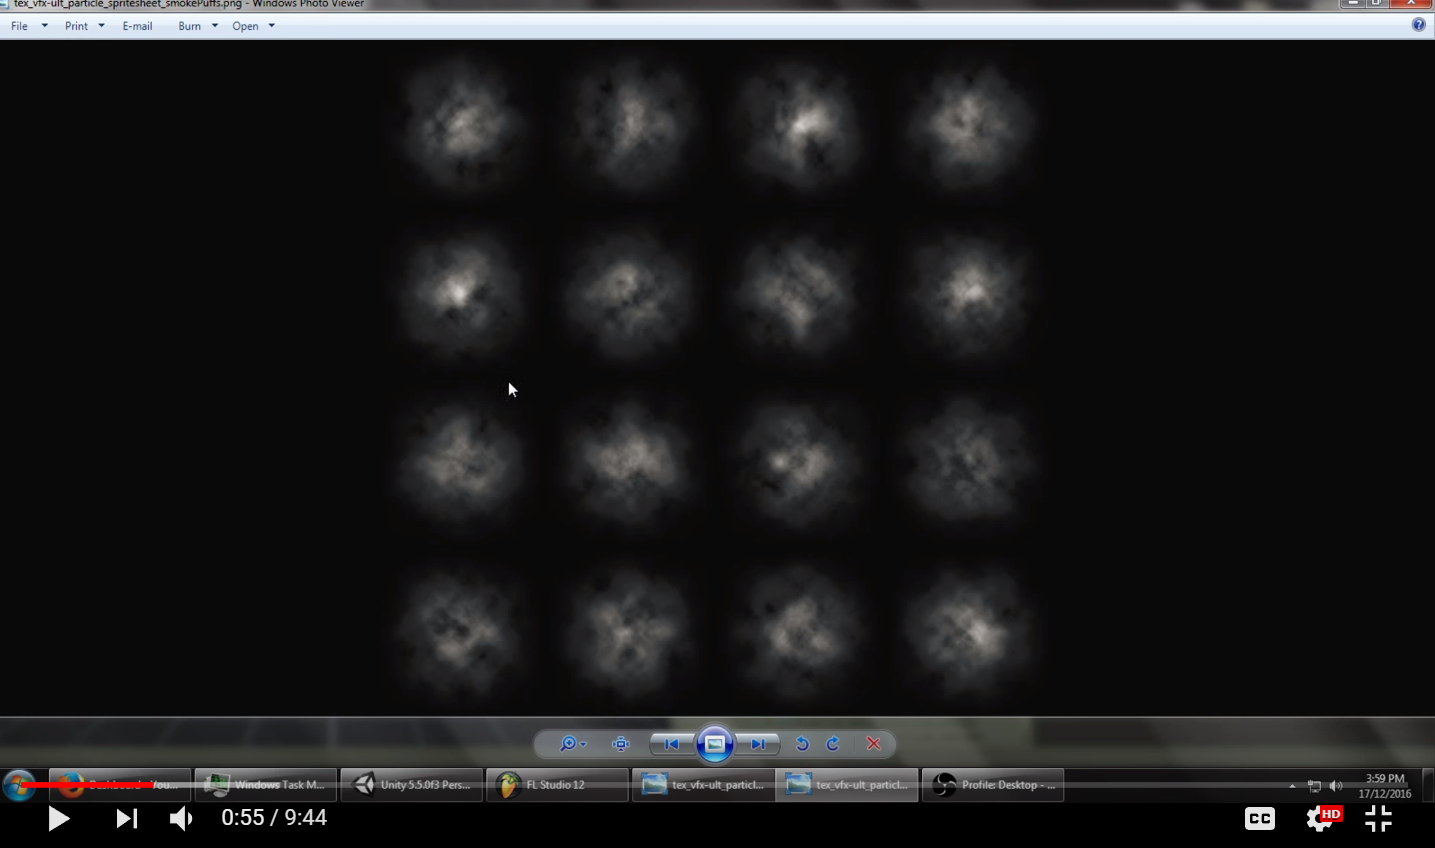 tex_vfx-ult_particle_spritesheet_smokePuffs.png - Windows Photo Viewer
File Print E-mail Burn Open
Dashboard You... Windows Task M... Unity 5.5.0f3 Pers... FL Studio 12 tex_vfx-ult_particl... tex_vfx-ult_particl... Profile: Desktop - ...
3:59 PM
17/12/2016
0:55 / 9:44 CC HD